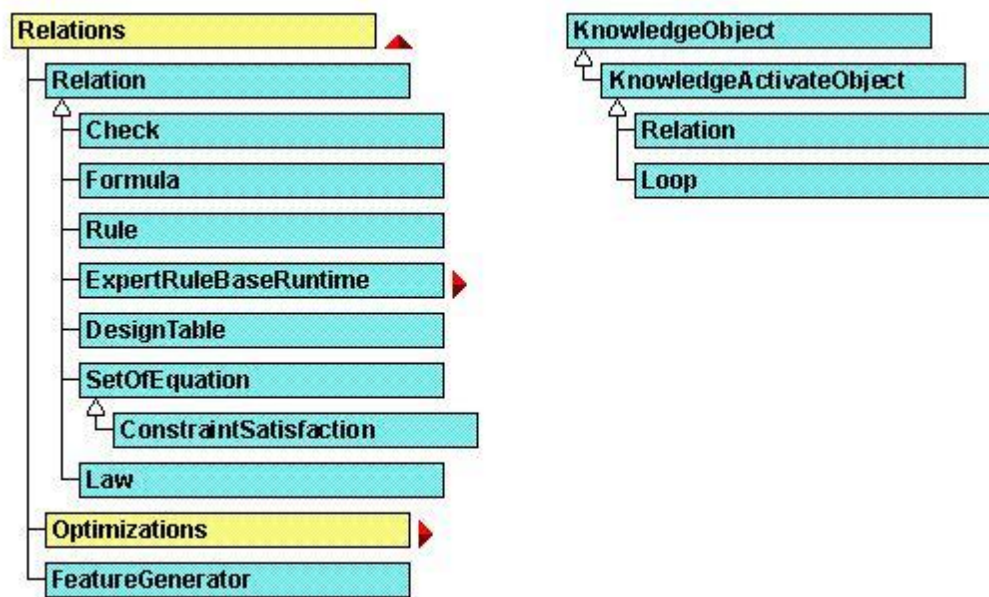 Relations
Relation
Check
Formula
Rule
ExpertRuleBaseRuntime
DesignTable
SetOfEquation
ConstraintSatisfaction
Law
Optimizations
FeatureGenerator
KnowledgeObject
KnowledgeActivateObject
Relation
Loop